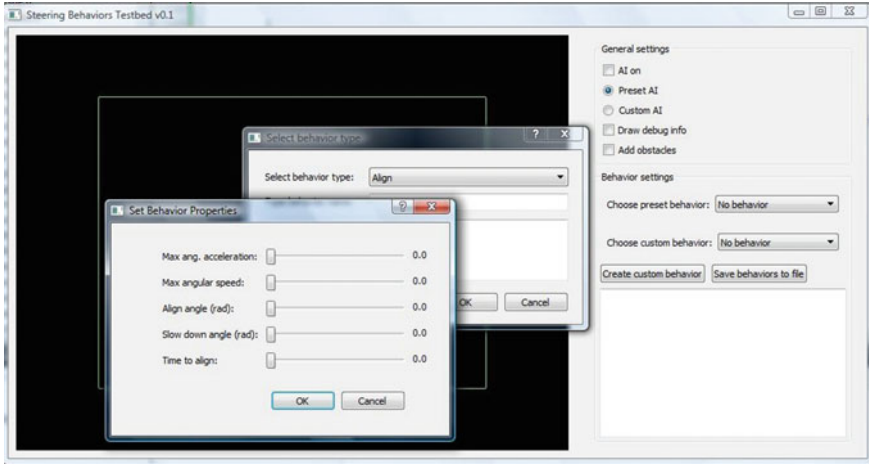 Steering Behaviors Testbed v0.1
General settings
AI on
Preset AI
Custom AI
Draw debug info
Add obstacles
Behavior settings
Choose preset behavior: No behavior
Choose custom behavior: No behavior
Create custom behavior Save behaviors to file
Select behavior type
Select behavior type: Align
OK Cancel
Set Behavior Properties
Max ang. acceleration: 0.0
Max angular speed: 0.0
Align angle (rad): 0.0
Slow down angle (rad): 0.0
Time to align: 0.0
OK Cancel